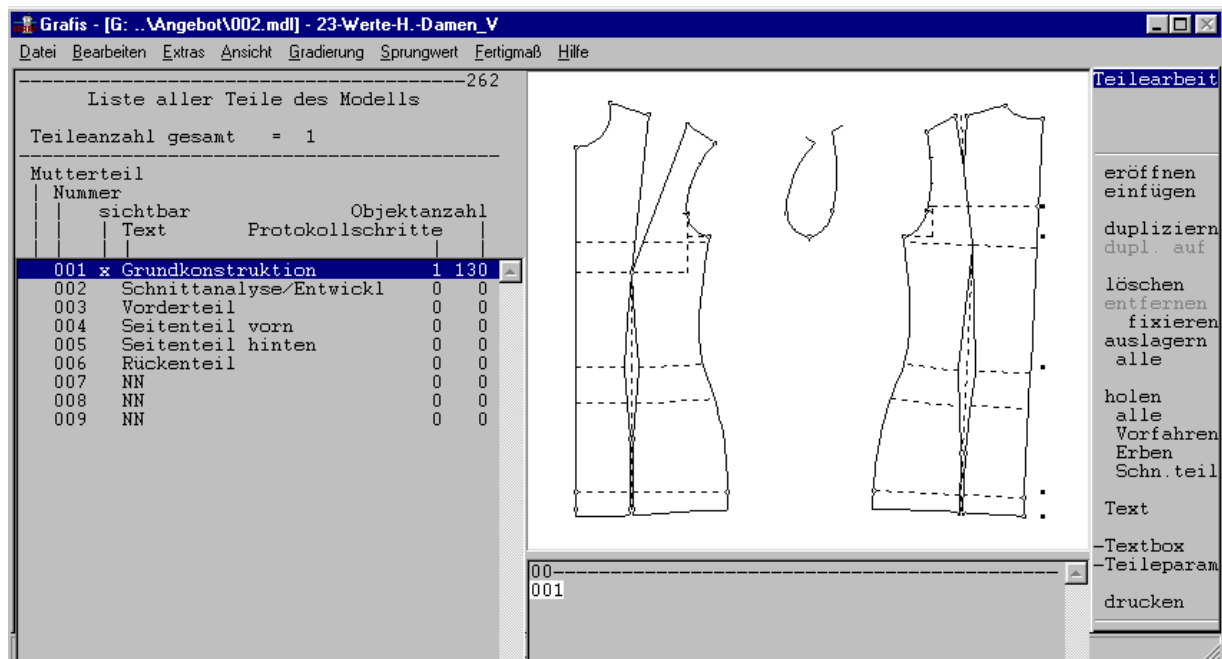 Grafis - [G: ..\Angebot\002.mdl] - 23-Werte-H.-Damen_V
Datei Bearbeiten Extras Ansicht Gradierung Sprungwert Fertigmaß Hilfe
262
Liste aller Teile des Modells
Teileanzahl gesamt = 1
Mutterteil
Nummer
sichtbar Objektanzahl
Text Protokollschritte
001 x Grundkonstruktion 1 130
002 Schnittanalyse/Entwickl 0 0
003 Vorderteil 0 0
004 Seitenteil vorn 0 0
005 Seitenteil hinten 0 0
006 Rückenteil 0 0
007 NN 0 0
008 NN 0 0
009 NN 0 0
00
001
Teilearbeit
eröffnen
einfügen
dupliziern
dupl. auf
löschen
entfernen
fixieren
auslagern
alle
holen
alle
Vorfahren
Erben
Schn.teil
Text
-Textbox
-Teileparam
drucken